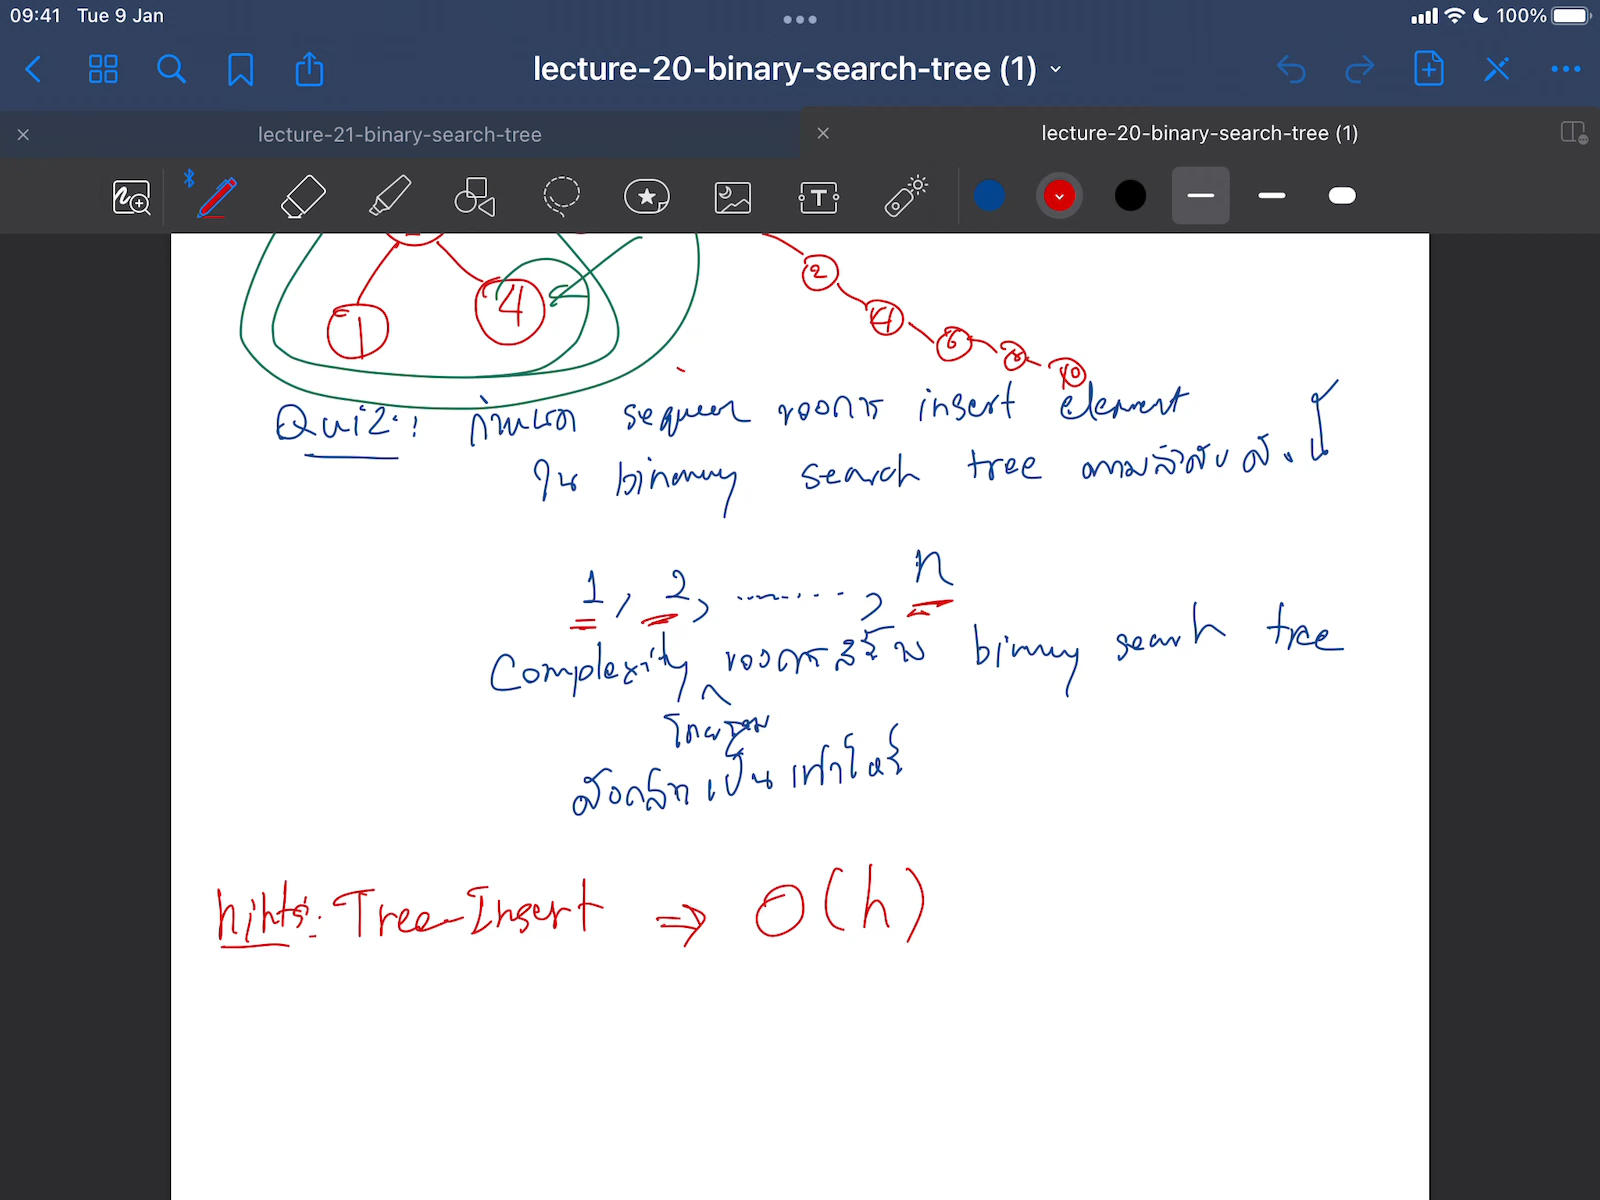 09:41 Tue 9 Jan 100%
lecture-20-binary-search-tree (1)
lecture-21-binary-search-tree lecture-20-binary-search-tree (1)
T
2
1 4 4 6 8 10
Quiz: กำหนด sequence ของการ insert element
ใน binary search tree ตามลำดับดังนี้
1, 2, ........, n
Complexity ของการสร้าง binary search tree
โดยรวม
ดังกล่าวเป็นเท่าไหร่
hints: Tree-Insert ⇒ O(h)